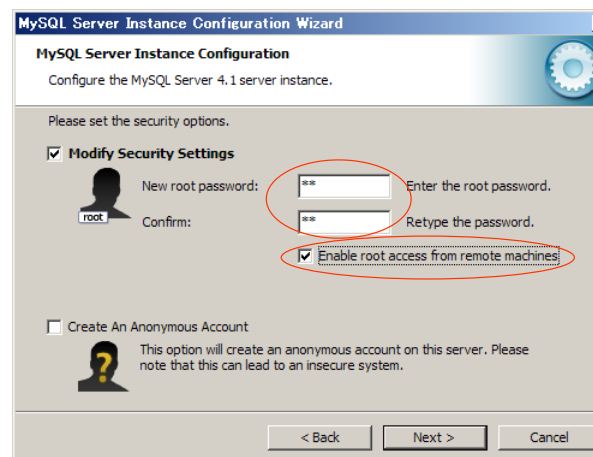 MySQL Server Instance Configuration Wizard
MySQL Server Instance Configuration
Configure the MySQL Server 4.1 server instance.
Please set the security options.
Modify Security Settings
New root password:
**
Enter the root password.
root
Confirm:
**
Retype the password.
Enable root access from remote machines
Create An Anonymous Account
This option will create an anonymous account on this server. Please
note that this can lead to an insecure system.
< Back
Next >
Cancel